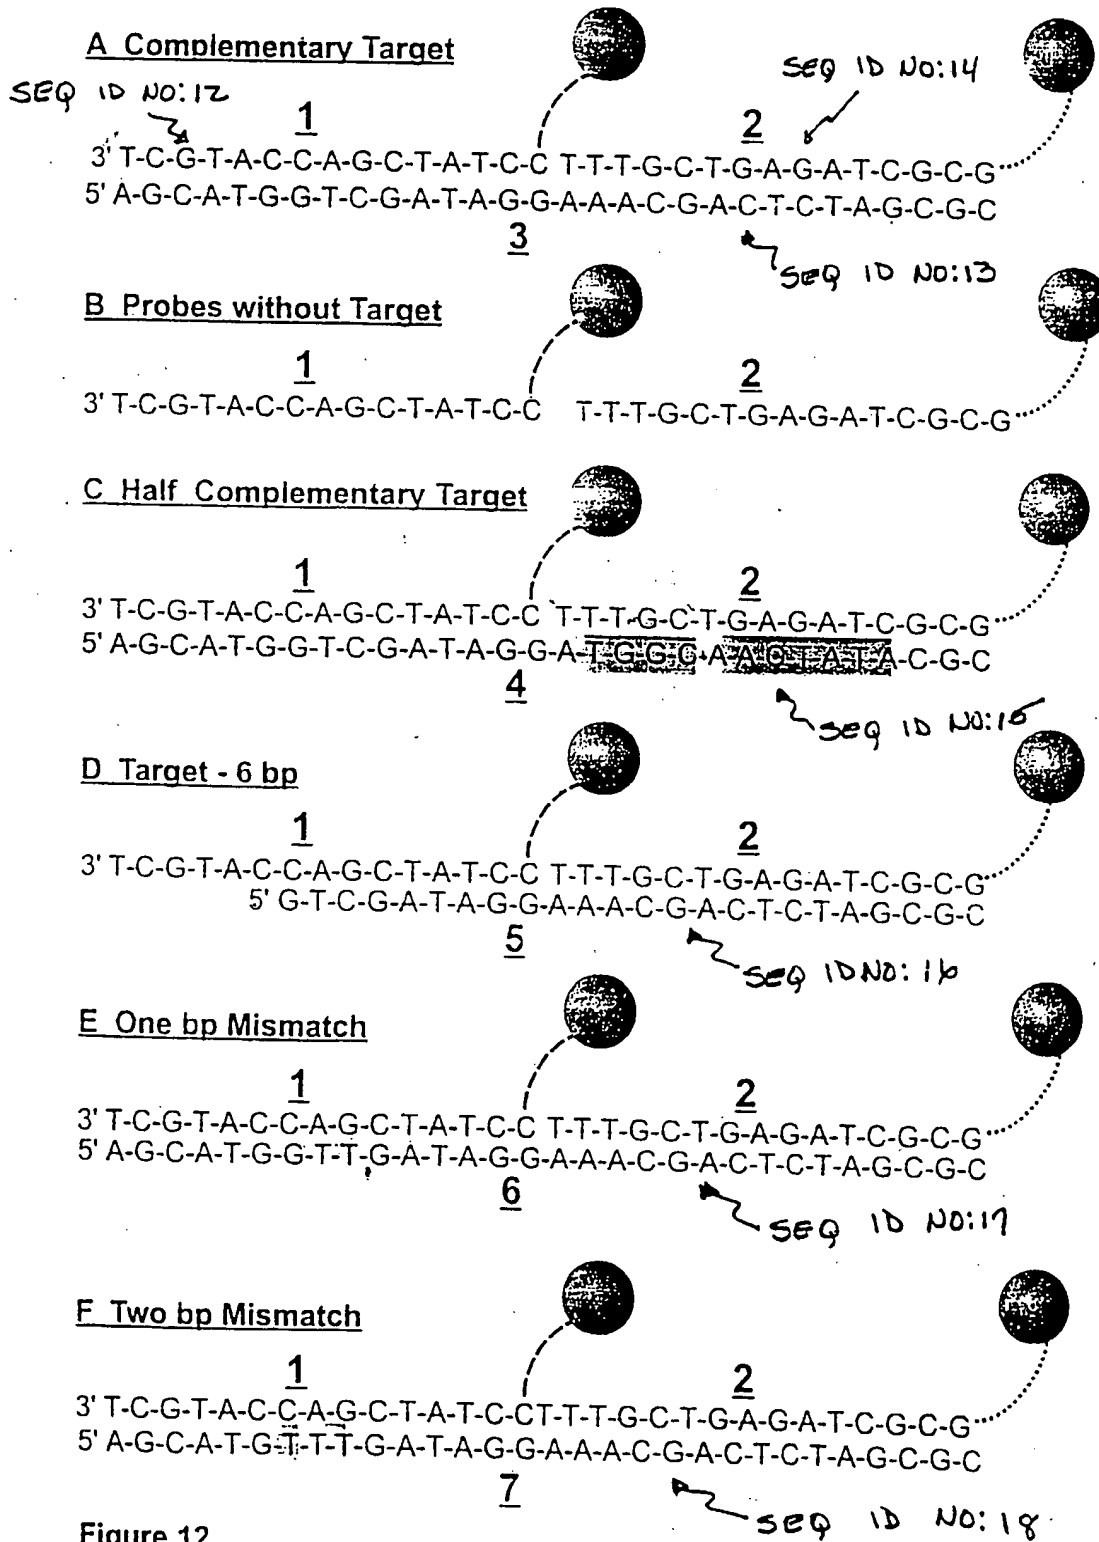 A Complementary Target
SEQ ID NO:12
SEQ ID NO:14
1
2
3' T-C-G-T-A-C-C-A-G-C-T-A-T-C-C T-T-T-G-C-T-G-A-G-A-T-C-G-C-G
5' A-G-C-A-T-G-G-T-C-G-A-T-A-G-G-A-A-A-C-G-A-C-T-C-T-A-G-C-G-C
3
SEQ ID NO:13
B Probes without Target
1
2
3' T-C-G-T-A-C-C-A-G-C-T-A-T-C-C T-T-T-G-C-T-G-A-G-A-T-C-G-C-G
C Half Complementary Target
1
2
3' T-C-G-T-A-C-C-A-G-C-T-A-T-C-C T-T-T-G-C-T-G-A-G-A-T-C-G-C-G
5' A-G-C-A-T-G-G-T-C-G-A-T-A-G-G-A-T-G-G-C-A-A-C-T-A-T-A-C-G-C
4
SEQ ID NO:15
D Target - 6 bp
1
2
3' T-C-G-T-A-C-C-A-G-C-T-A-T-C-C T-T-T-G-C-T-G-A-G-A-T-C-G-C-G
5' G-T-C-G-A-T-A-G-G-A-A-A-C-G-A-C-T-C-T-A-G-C-G-C
5
SEQ ID NO: 16
E One bp Mismatch
1
2
3' T-C-G-T-A-C-C-A-G-C-T-A-T-C-C T-T-T-G-C-T-G-A-G-A-T-C-G-C-G
5' A-G-C-A-T-G-G-T-T-G-A-T-A-G-G-A-A-A-C-G-A-C-T-C-T-A-G-C-G-C
6
SEQ ID NO:17
F Two bp Mismatch
1
2
3' T-C-G-T-A-C-C-A-G-C-T-A-T-C-C-T-T-T-G-C-T-G-A-G-A-T-C-G-C-G
5' A-G-C-A-T-G-T-T-T-G-A-T-A-G-G-A-A-A-C-G-A-C-T-C-T-A-G-C-G-C
7
SEQ ID NO: 18
Figure 12